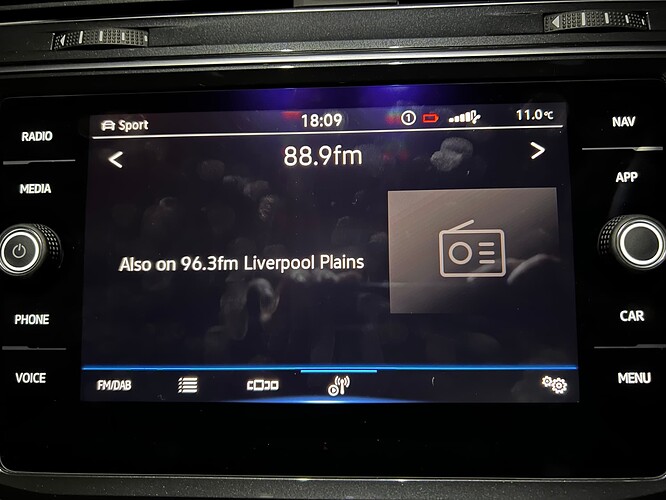 RADIO
MEDIA
PHONE
VOICE
Sport
18:09
1
11.0°C
88.9fm
Also on 96.3fm Liverpool Plains
FM/DAB
NAV
APP
CAR
MENU